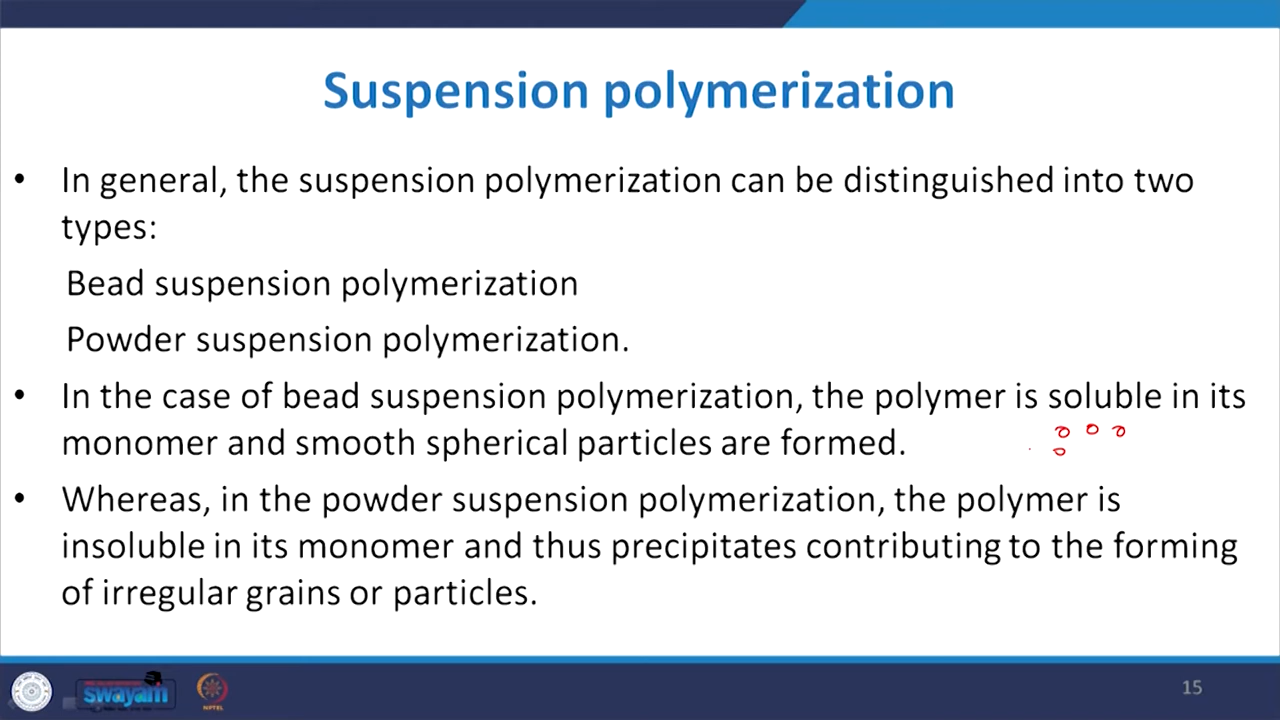 Suspension polymerization
• In general, the suspension polymerization can be distinguished into two
types:
Bead suspension polymerization
Powder suspension polymerization.
• In the case of bead suspension polymerization, the polymer is soluble in its
monomer and smooth spherical particles are formed.
• Whereas, in the powder suspension polymerization, the polymer is
insoluble in its monomer and thus precipitates contributing to the forming
of irregular grains or particles.
swayam
NPTEL
15